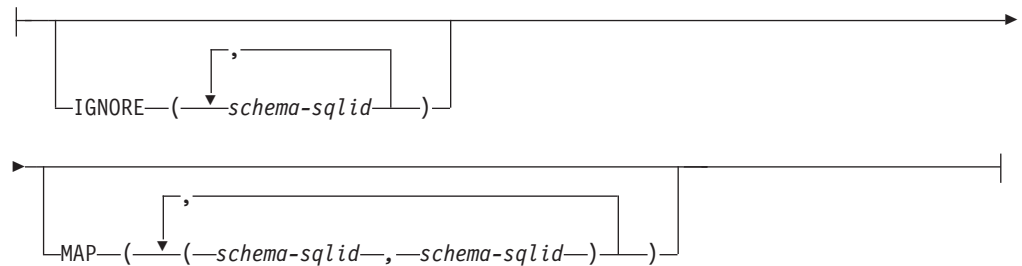 ,
IGNORE ( schema-sqlid )
,
MAP ( ( schema-sqlid , schema-sqlid ) )